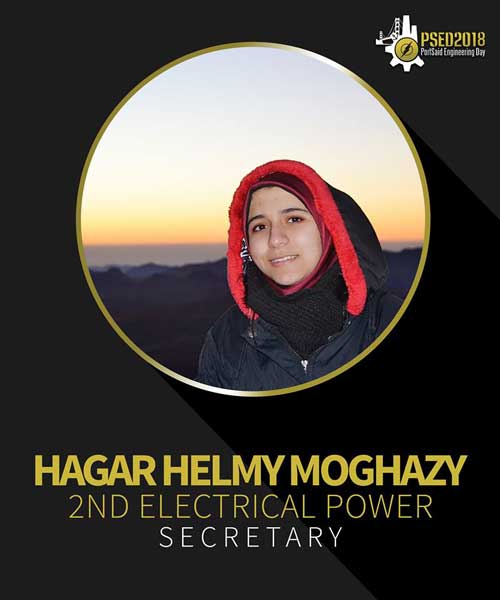 PSED2018
PortSaid Engineering Day
HAGAR HELMY MOGHAZY
2ND ELECTRICAL POWER
SECRETARY